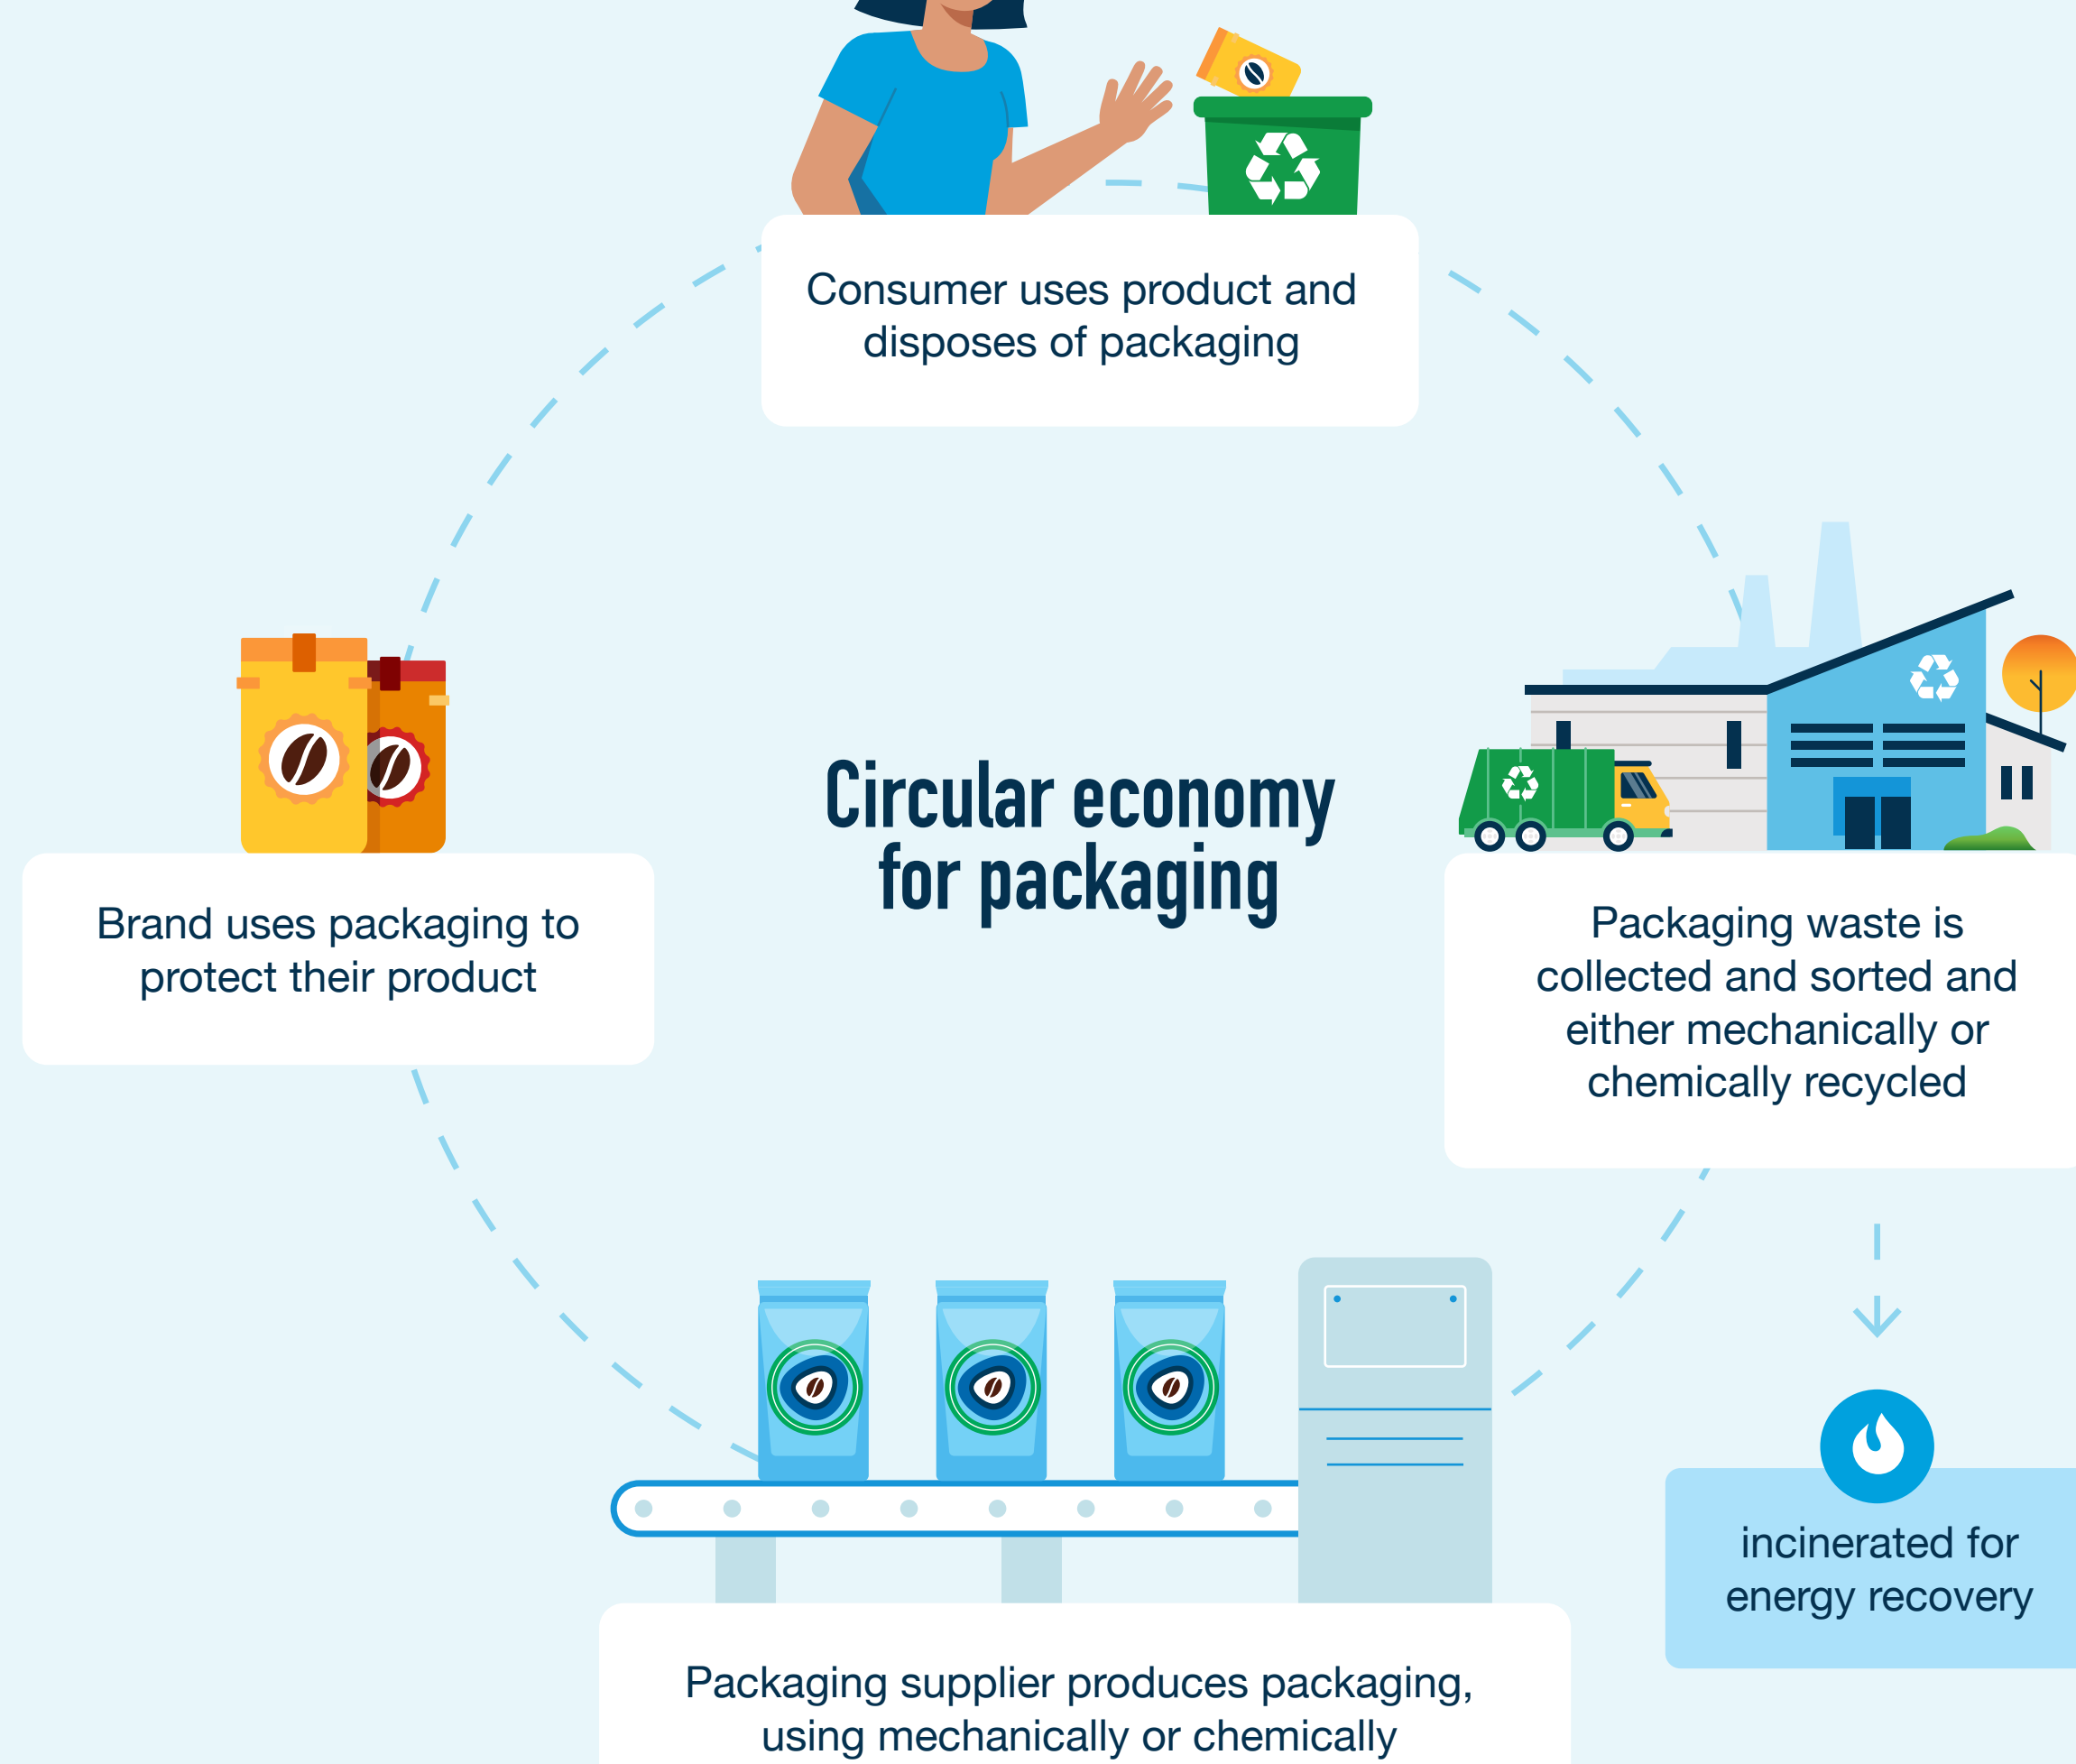 Consumer uses product and
disposes of packaging
Circular economy
for packaging
Brand uses packaging to
protect their product
Packaging waste is
collected and sorted and
either mechanically or
chemically recycled
incinerated for
energy recovery
Packaging supplier produces packaging,
using mechanically or chemically